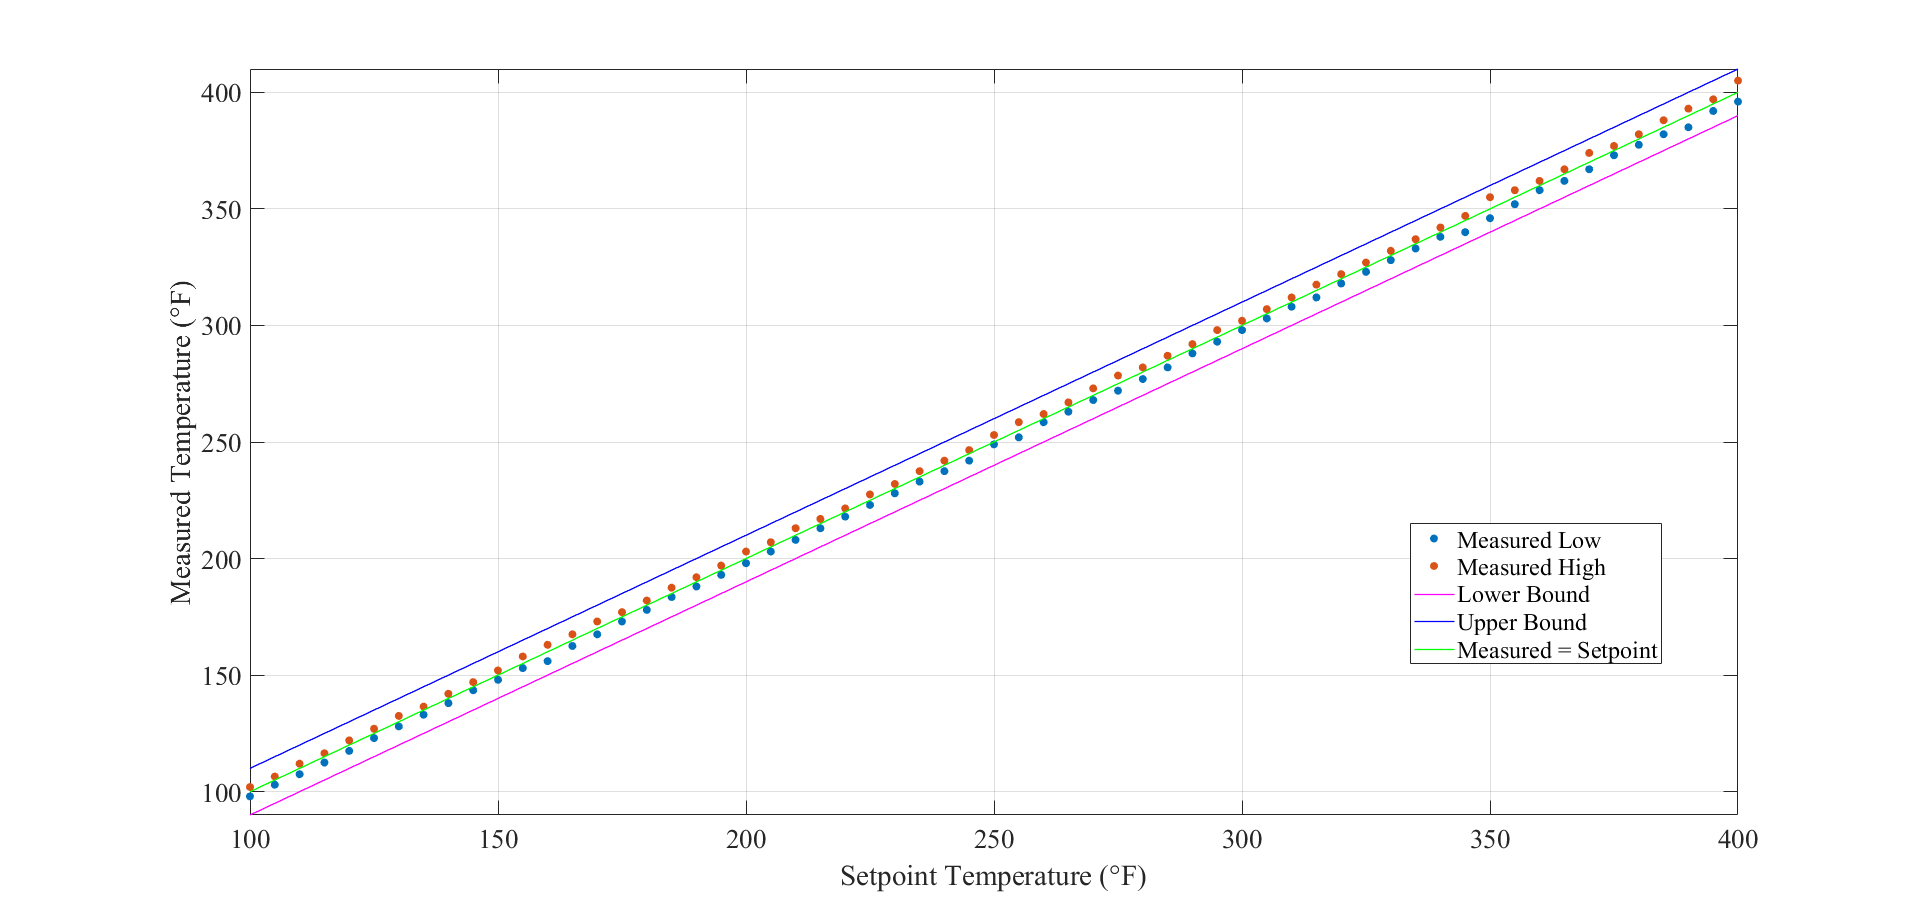 Measured Temperature (°F)
400
350
300
250
200
150
100
100 150 200 250 300 350 400
Setpoint Temperature (°F)
Measured Low
Measured High
Lower Bound
Upper Bound
Measured = Setpoint